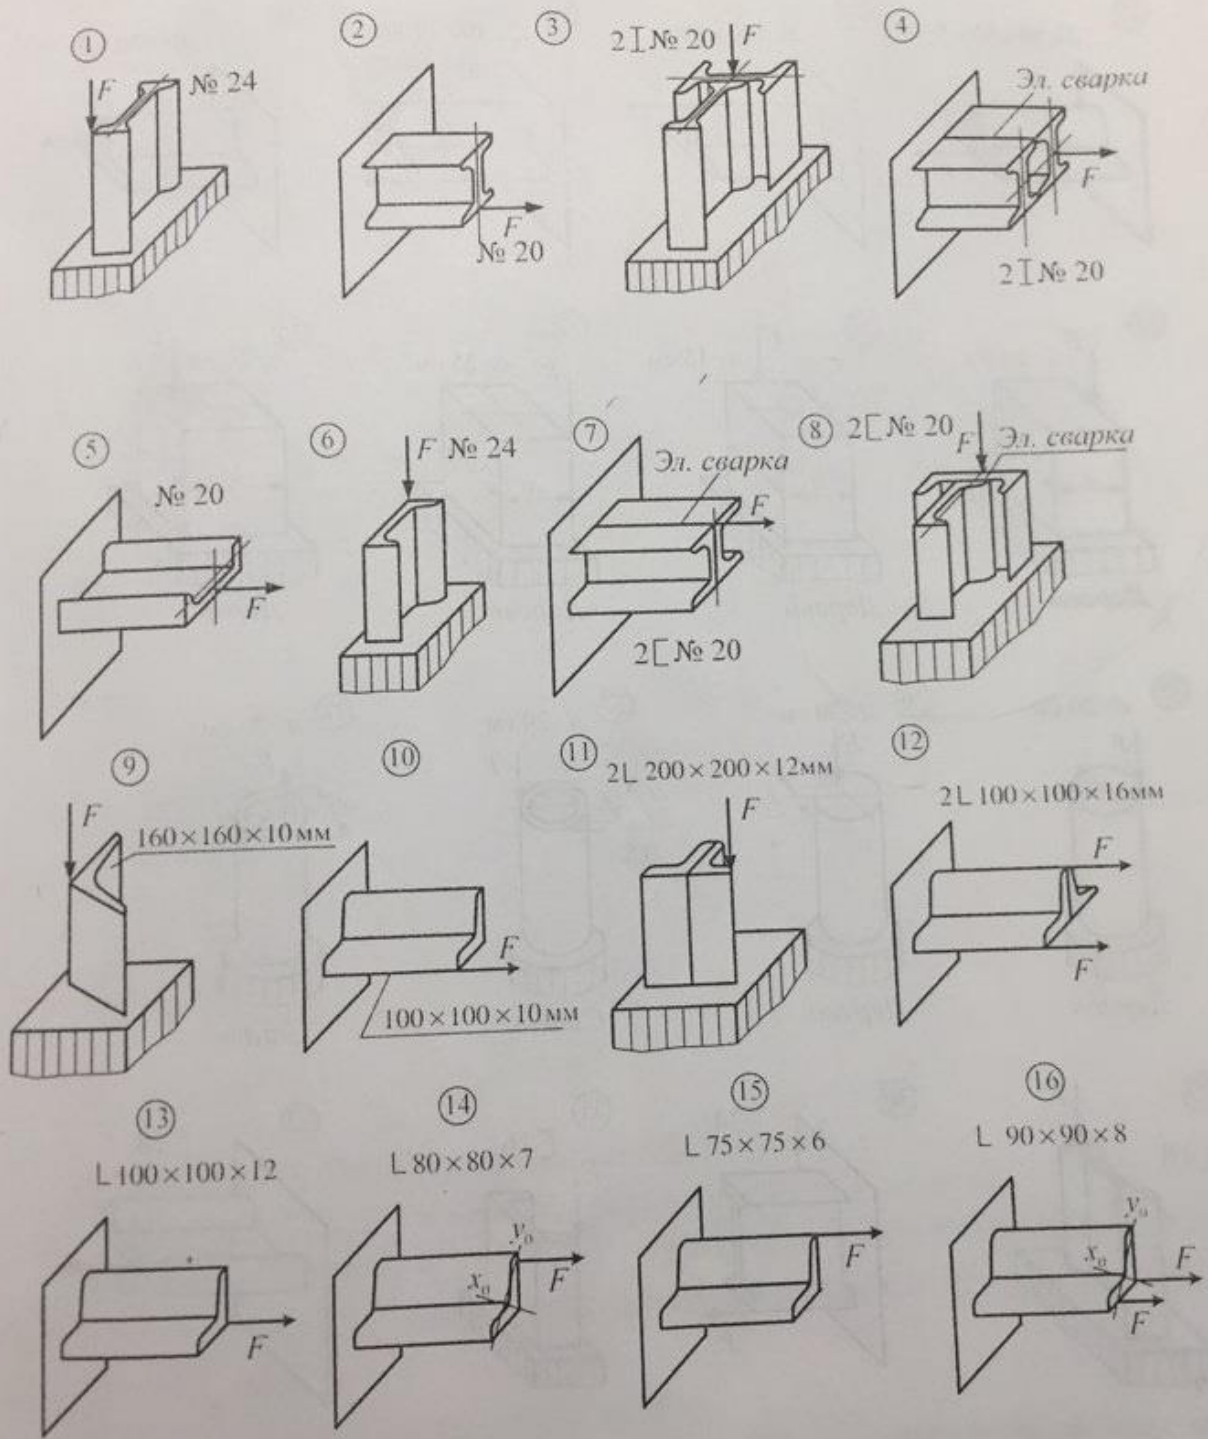 1
F
№ 24
2
F
№ 20
3
2 I № 20
F
4
Эл. сварка
F
2 I № 20
5
№ 20
F
6
F № 24
7
Эл. сварка
F
2[ № 20
8
2[ № 20
F
Эл. сварка
9
F
160×160×10 мм
10
F
100×100×10 мм
11
2L 200×200×12мм
F
12
2L 100×100×16мм
F
F
13
L 100×100×12
F
14
L 80×80×7
y₀
x₀
F
15
L 75×75×6
F
16
L 90×90×8
y₀
x₀
F
F